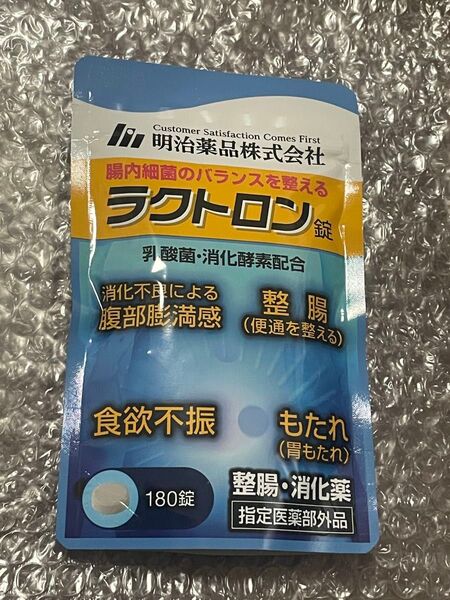 Customer Satisfaction Comes First
明治薬品株式会社
腸内細菌のバランスを整える
ラクトロン錠
乳酸菌・消化酵素配合
消化不良による
腹部膨満感
整腸
(便通を整える)
食欲不振
もたれ
(胃もたれ)
180錠
整腸・消化薬
指定医薬部外品